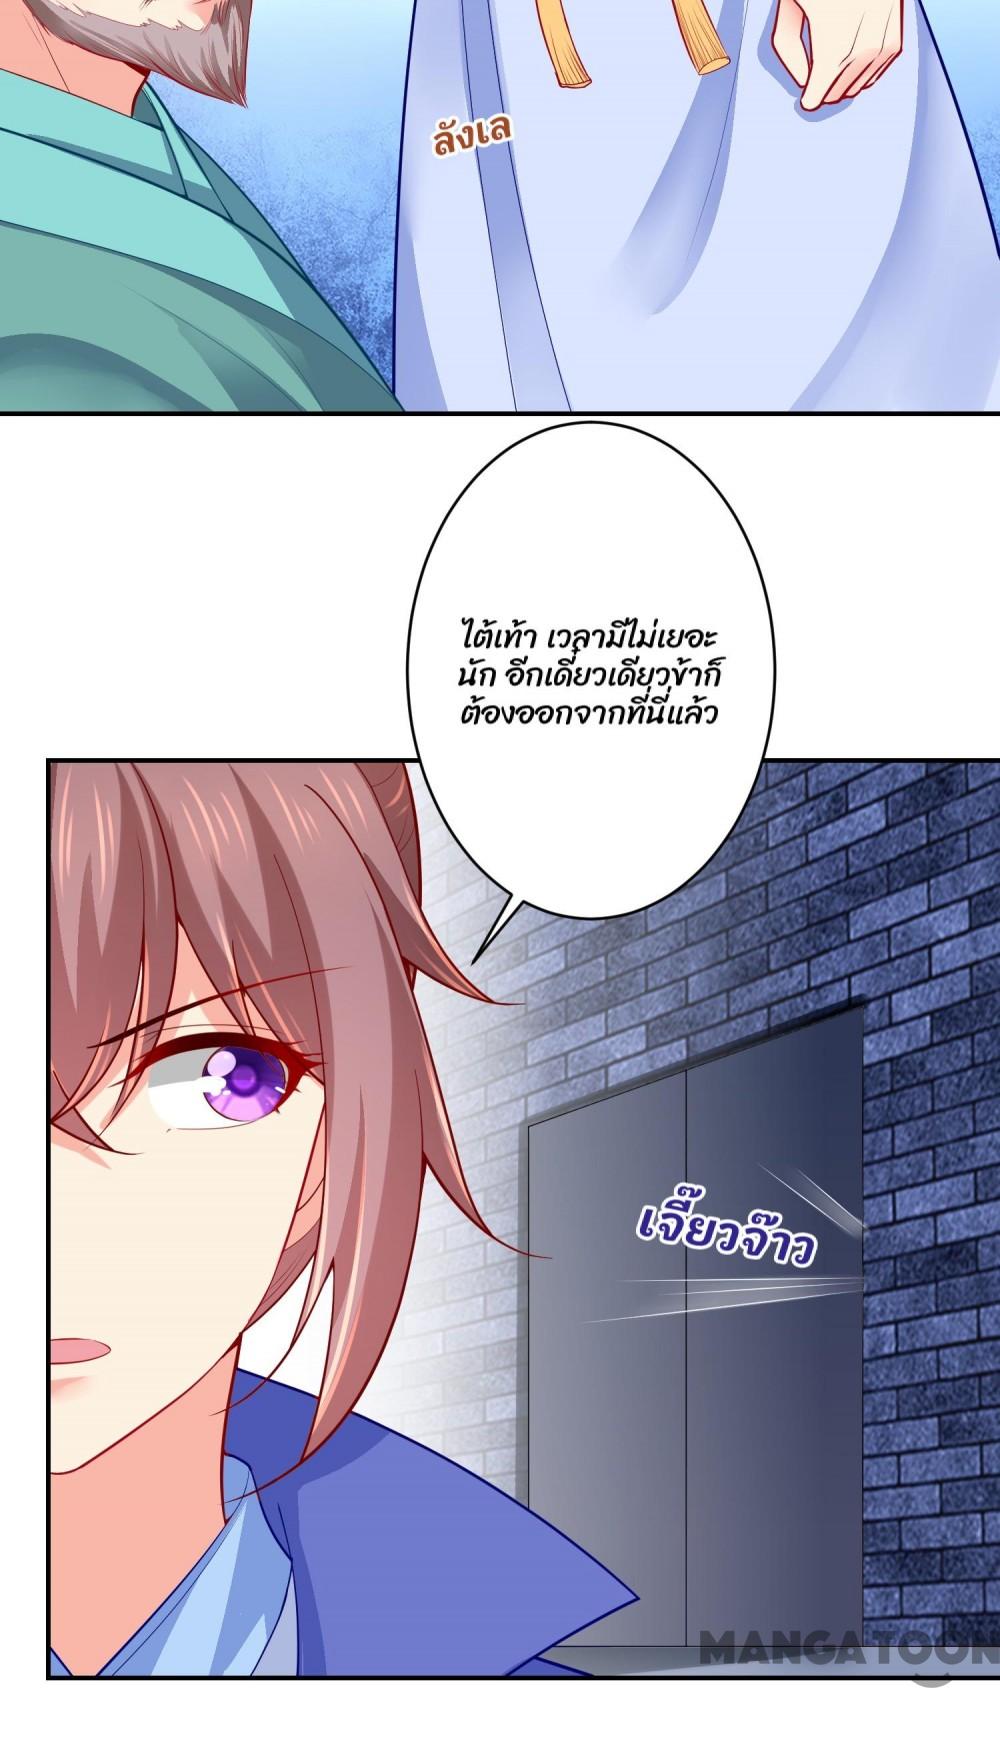 ลังเล
ไต้เท้า เวลามีไม่เยอะ
นัก อีกเดี๋ยวเดียวข้าก็
ต้องออกจากที่นี่แล้ว
เจี๊ยวจ๊าว
MANGATOON